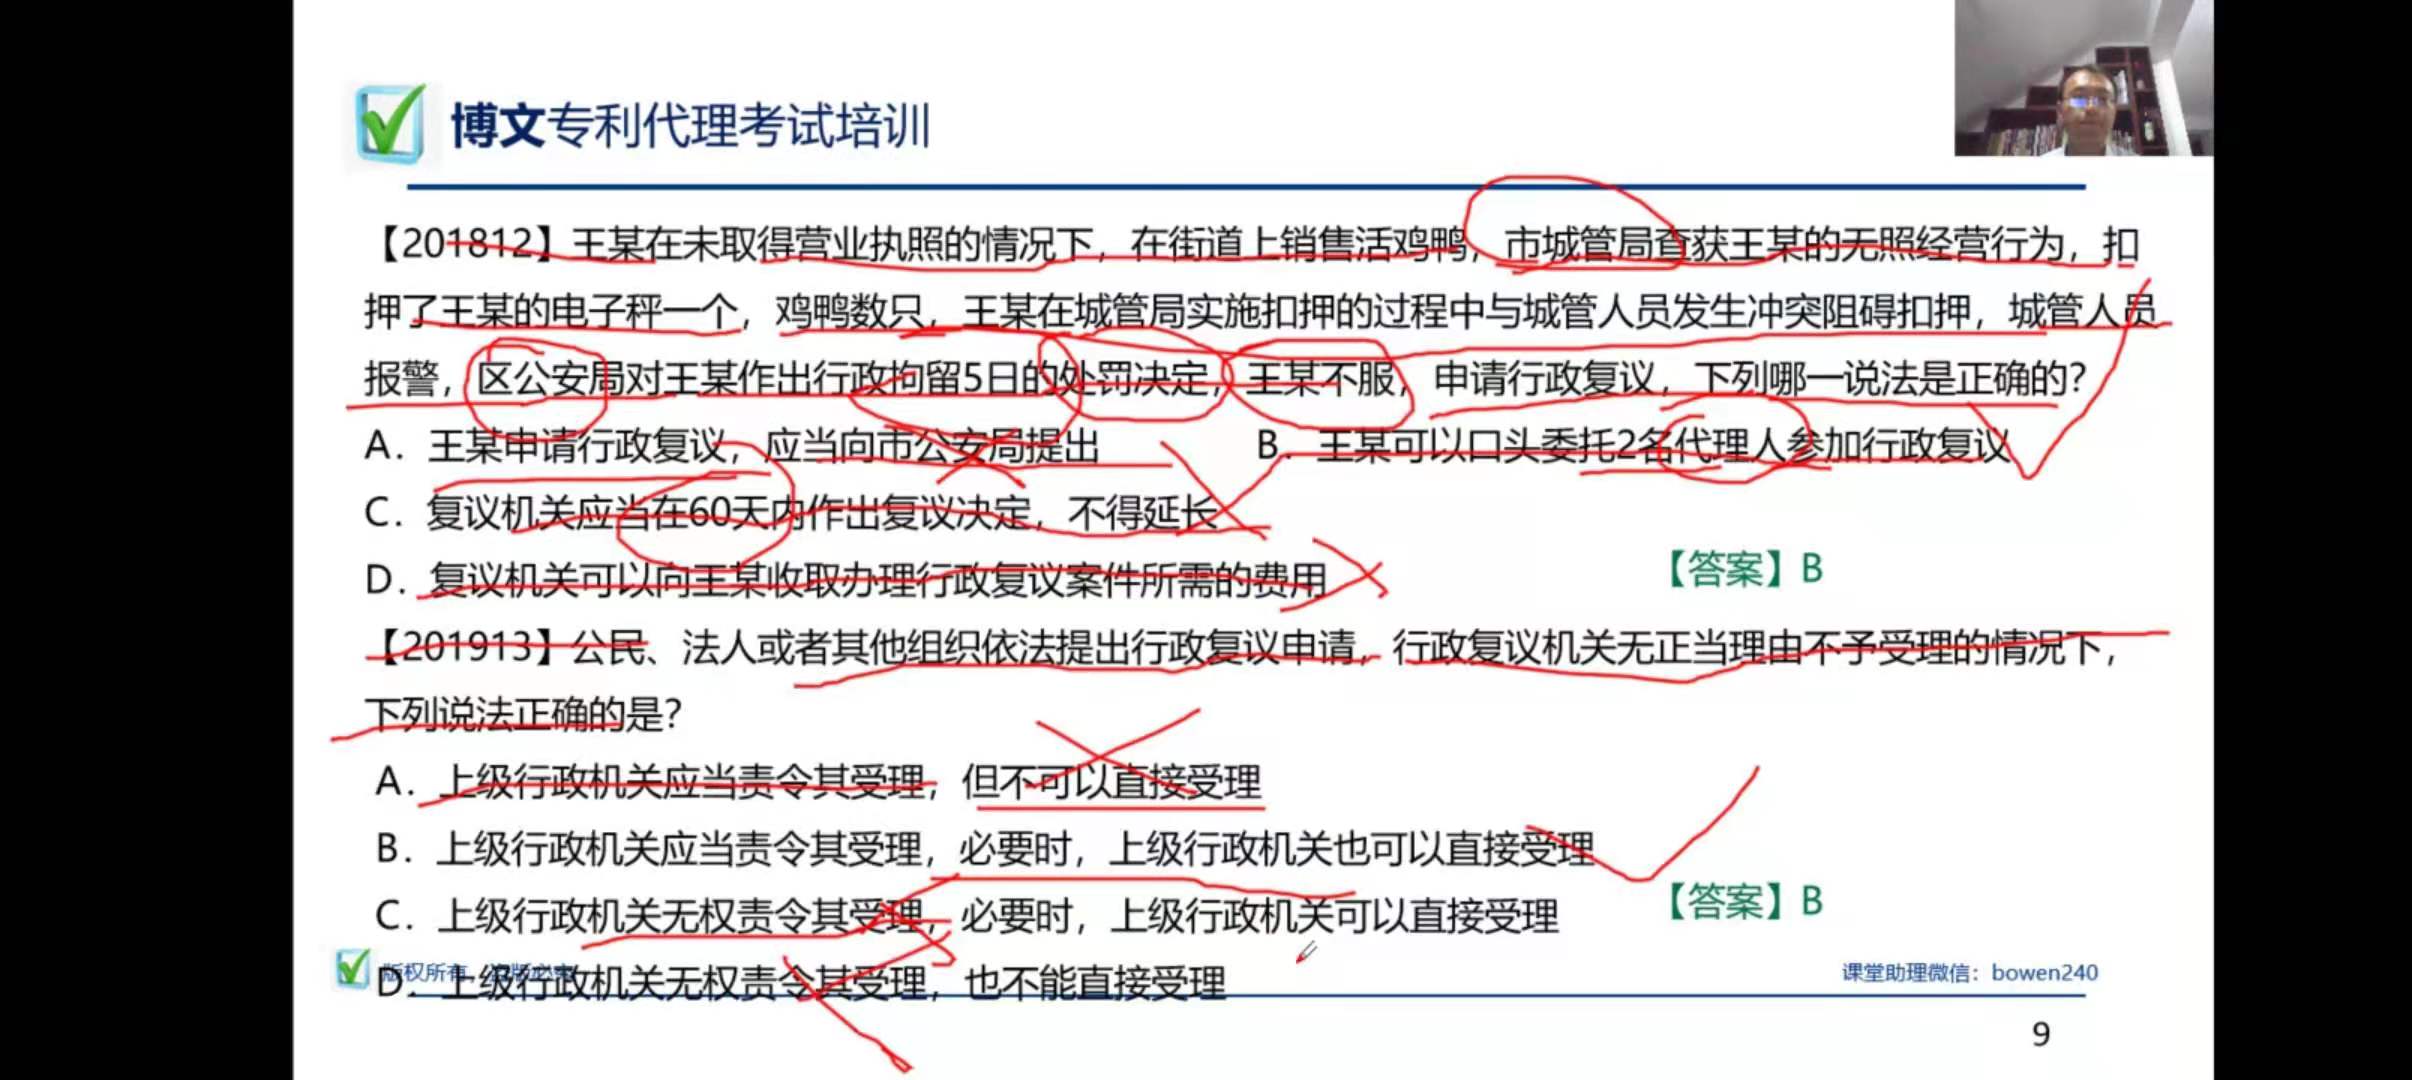 博文专利代理考试培训
【201812】王某在未取得营业执照的情况下，在街道上销售活鸡鸭，市城管局查获王某的无照经营行为，扣
押了王某的电子秤一个，鸡鸭数只，王某在城管局实施扣押的过程中与城管人员发生冲突阻碍扣押，城管人员
报警，区公安局对王某作出行政拘留5日的处罚决定，王某不服，申请行政复议，下列哪一说法是正确的？
A．王某申请行政复议，应当向市公安局提出 B．王某可以口头委托2名代理人参加行政复议
C．复议机关应当在60天内作出复议决定，不得延长
D．复议机关可以向王某收取办理行政复议案件所需的费用 【答案】B
【201913】公民、法人或者其他组织依法提出行政复议申请，行政复议机关无正当理由不予受理的情况下，
下列说法正确的是？
A．上级行政机关应当责令其受理，但不可以直接受理
B．上级行政机关应当责令其受理，必要时，上级行政机关也可以直接受理
C．上级行政机关无权责令其受理，必要时，上级行政机关可以直接受理 【答案】B
D．上级行政机关无权责令其受理，也不能直接受理
版权所有
课堂助理微信：bowen240
9